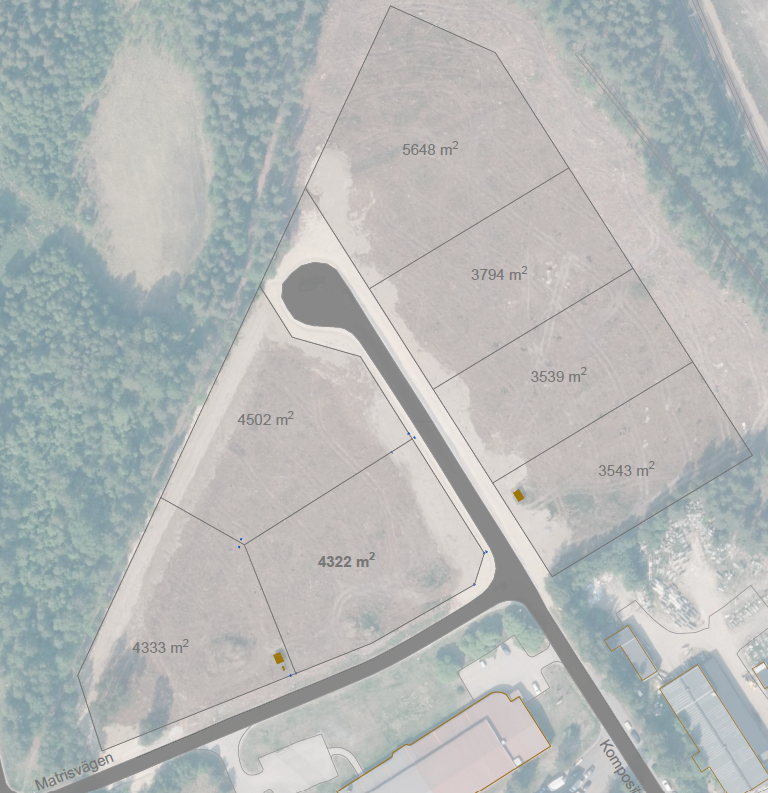 5648 m²
3794 m²
3539 m²
4502 m²
3543 m²
4322 m²
4333 m²
Matrisvägen